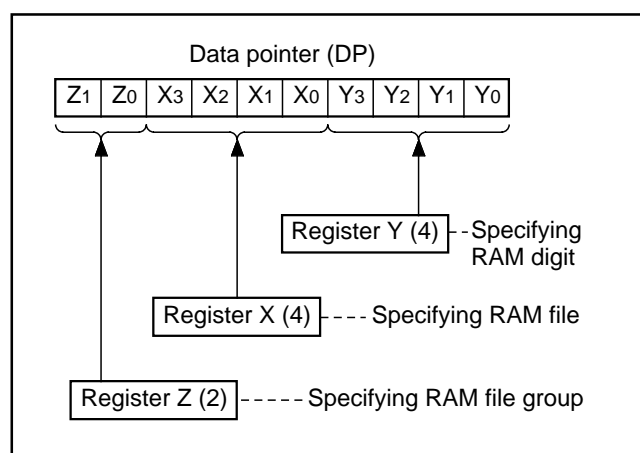 Data pointer (DP)
Z1 Z0 X3 X2 X1 X0 Y3 Y2 Y1 Y0
Register Y (4) Specifying
RAM digit
Register X (4) Specifying RAM file
Register Z (2) Specifying RAM file group